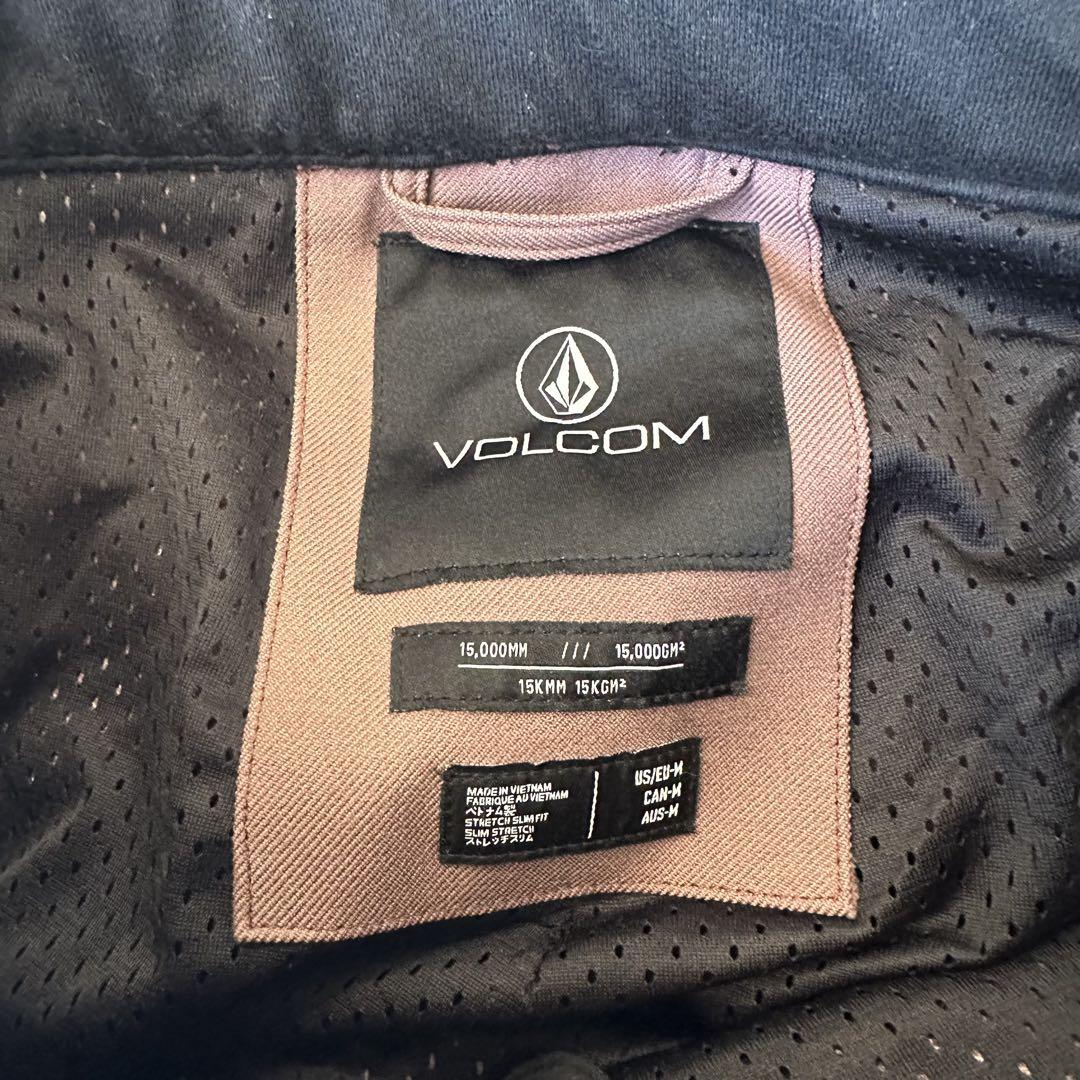 VOLCOM
15,000MM /// 15,000GM²
15KMM 15KGM²
MADE IN VIETNAM
FABRIQUE AU VIETNAM
ベトナム製
STRETCH SLIM FIT
SLIM STRETCH
ストレッチスリム
US/EU-M
CAN-M
AUS-M